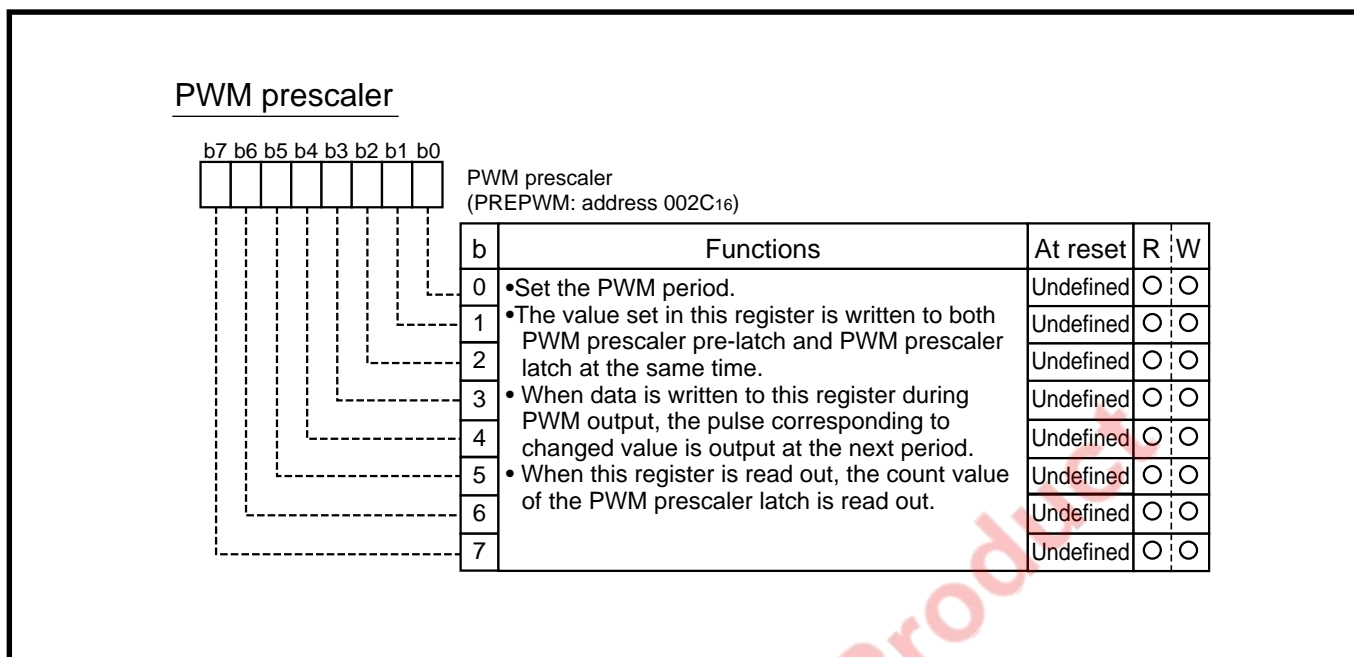 PWM prescaler
b7 b6 b5 b4 b3 b2 b1 b0
PWM prescaler
(PREPWM: address 002C16)
b Functions At reset R W
0 •Set the PWM period. Undefined O O
1 •The value set in this register is written to both Undefined O O
PWM prescaler pre-latch and PWM prescaler
2 latch at the same time. Undefined O O
3 • When data is written to this register during Undefined O O
PWM output, the pulse corresponding to
4 changed value is output at the next period. Undefined O O
5 • When this register is read out, the count value Undefined O O
6 of the PWM prescaler latch is read out. Undefined O O
7 Undefined O O
Product